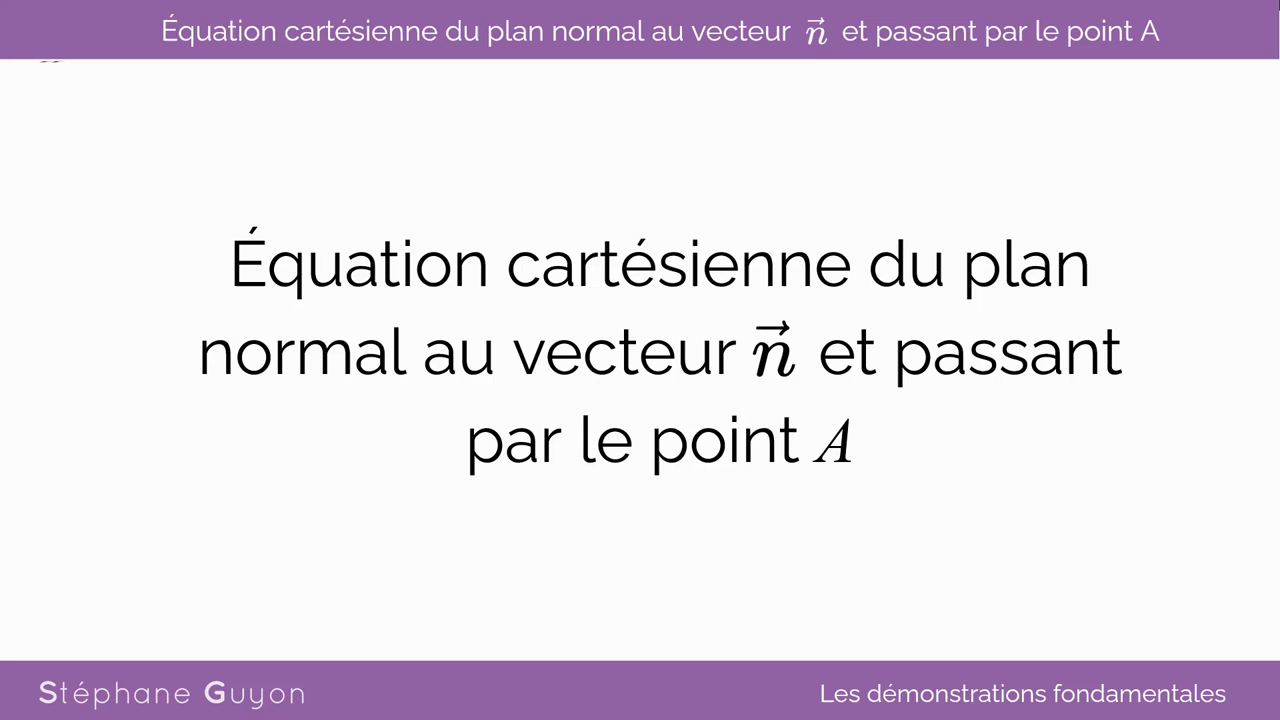 Équation cartésienne du plan normal au vecteur n⃗ et passant par le point A
Équation cartésienne du plan
normal au vecteur n⃗ et passant
par le point A
Stéphane Guyon
Les démonstrations fondamentales